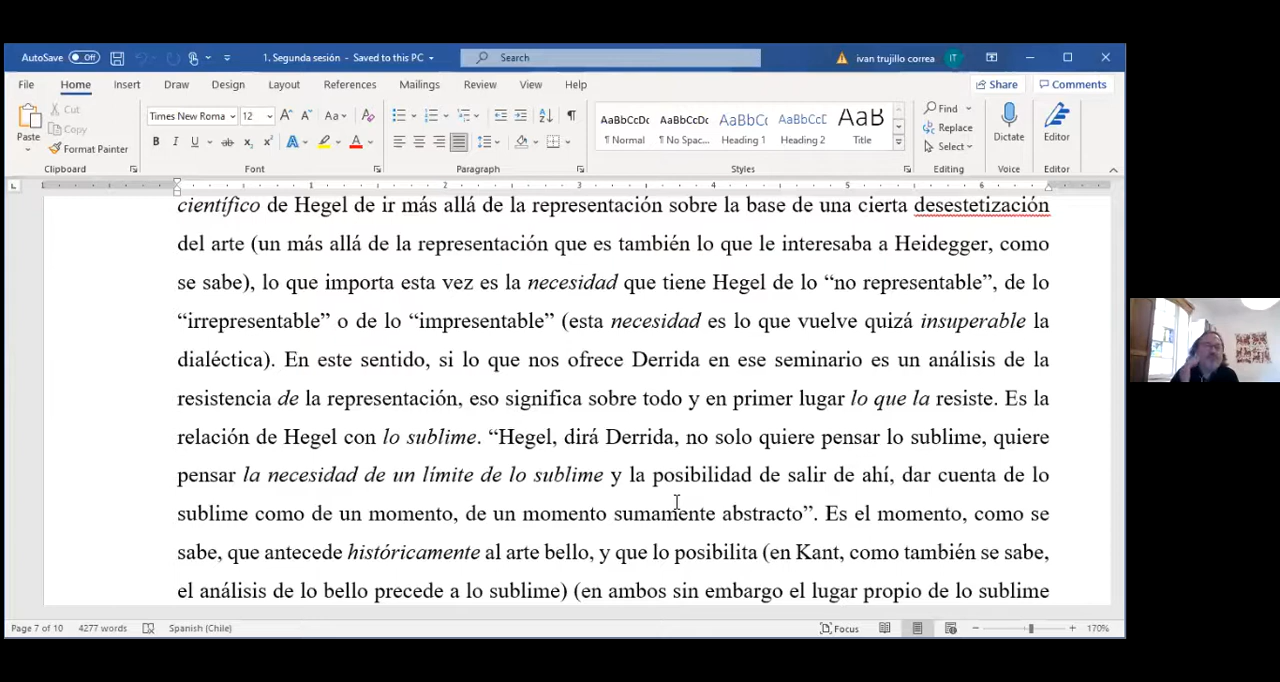 AutoSave Off 1. Segunda sesión - Saved to this PC Search ivan trujillo correa IT
File Home Insert Draw Design Layout References Mailings Review View Help Share Comments
Paste Cut Copy Format Painter Clipboard
Times New Roma 12 Aa Font
B I U ab x₂ x² A A
Paragraph
AaBbCcDc AaBbCcDc AaBbCc AaBbCcD AaB
¶ Normal ¶ No Spac... Heading 1 Heading 2 Title
Styles
Find Replace Select Editing
Dictate Voice
Editor Editor
1 2 3 4 5 6
científico de Hegel de ir más allá de la representación sobre la base de una cierta desestetización
del arte (un más allá de la representación que es también lo que le interesaba a Heidegger, como
se sabe), lo que importa esta vez es la necesidad que tiene Hegel de lo “no representable”, de lo
“irrepresentable” o de lo “impresentable” (esta necesidad es lo que vuelve quizá insuperable la
dialéctica). En este sentido, si lo que nos ofrece Derrida en ese seminario es un análisis de la
resistencia de la representación, eso significa sobre todo y en primer lugar lo que la resiste. Es la
relación de Hegel con lo sublime. “Hegel, dirá Derrida, no solo quiere pensar lo sublime, quiere
pensar la necesidad de un límite de lo sublime y la posibilidad de salir de ahí, dar cuenta de lo
sublime como de un momento, de un momento sumamente abstracto”. Es el momento, como se
sabe, que antecede históricamente al arte bello, y que lo posibilita (en Kant, como también se sabe,
el análisis de lo bello precede a lo sublime) (en ambos sin embargo el lugar propio de lo sublime
Page 7 of 10 4277 words Spanish (Chile) Focus 170%